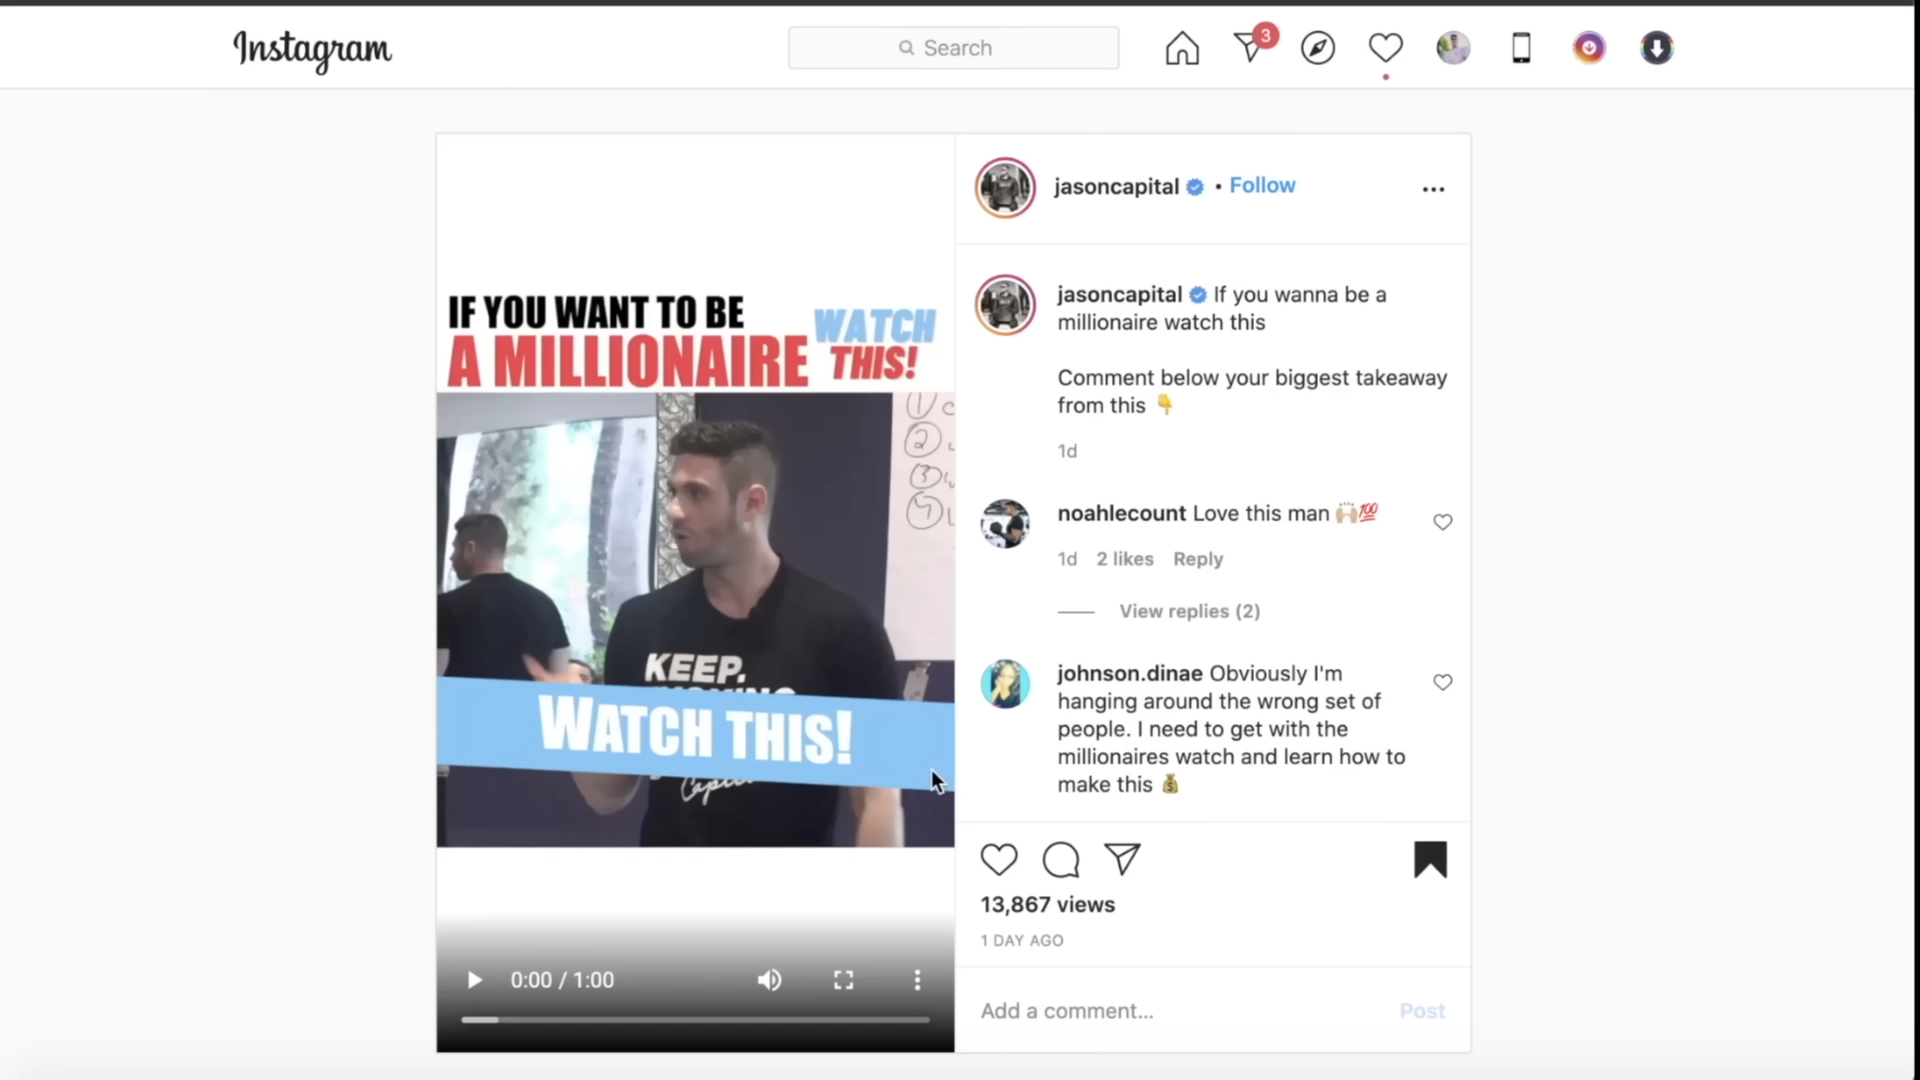 Instagram
Search
3
IF YOU WANT TO BE
A MILLIONAIRE
WATCH
THIS!
1
2
3
KEEP.
WATCH THIS!
0:00 / 1:00
jasoncapital • Follow
jasoncapital If you wanna be a
millionaire watch this
Comment below your biggest takeaway
from this 👇
1d
noahlecount Love this man 🙌🏼💯
1d 2 likes Reply
View replies (2)
johnson.dinae Obviously I'm
hanging around the wrong set of
people. I need to get with the
millionaires watch and learn how to
make this 💰
13,867 views
1 DAY AGO
Add a comment...
Post